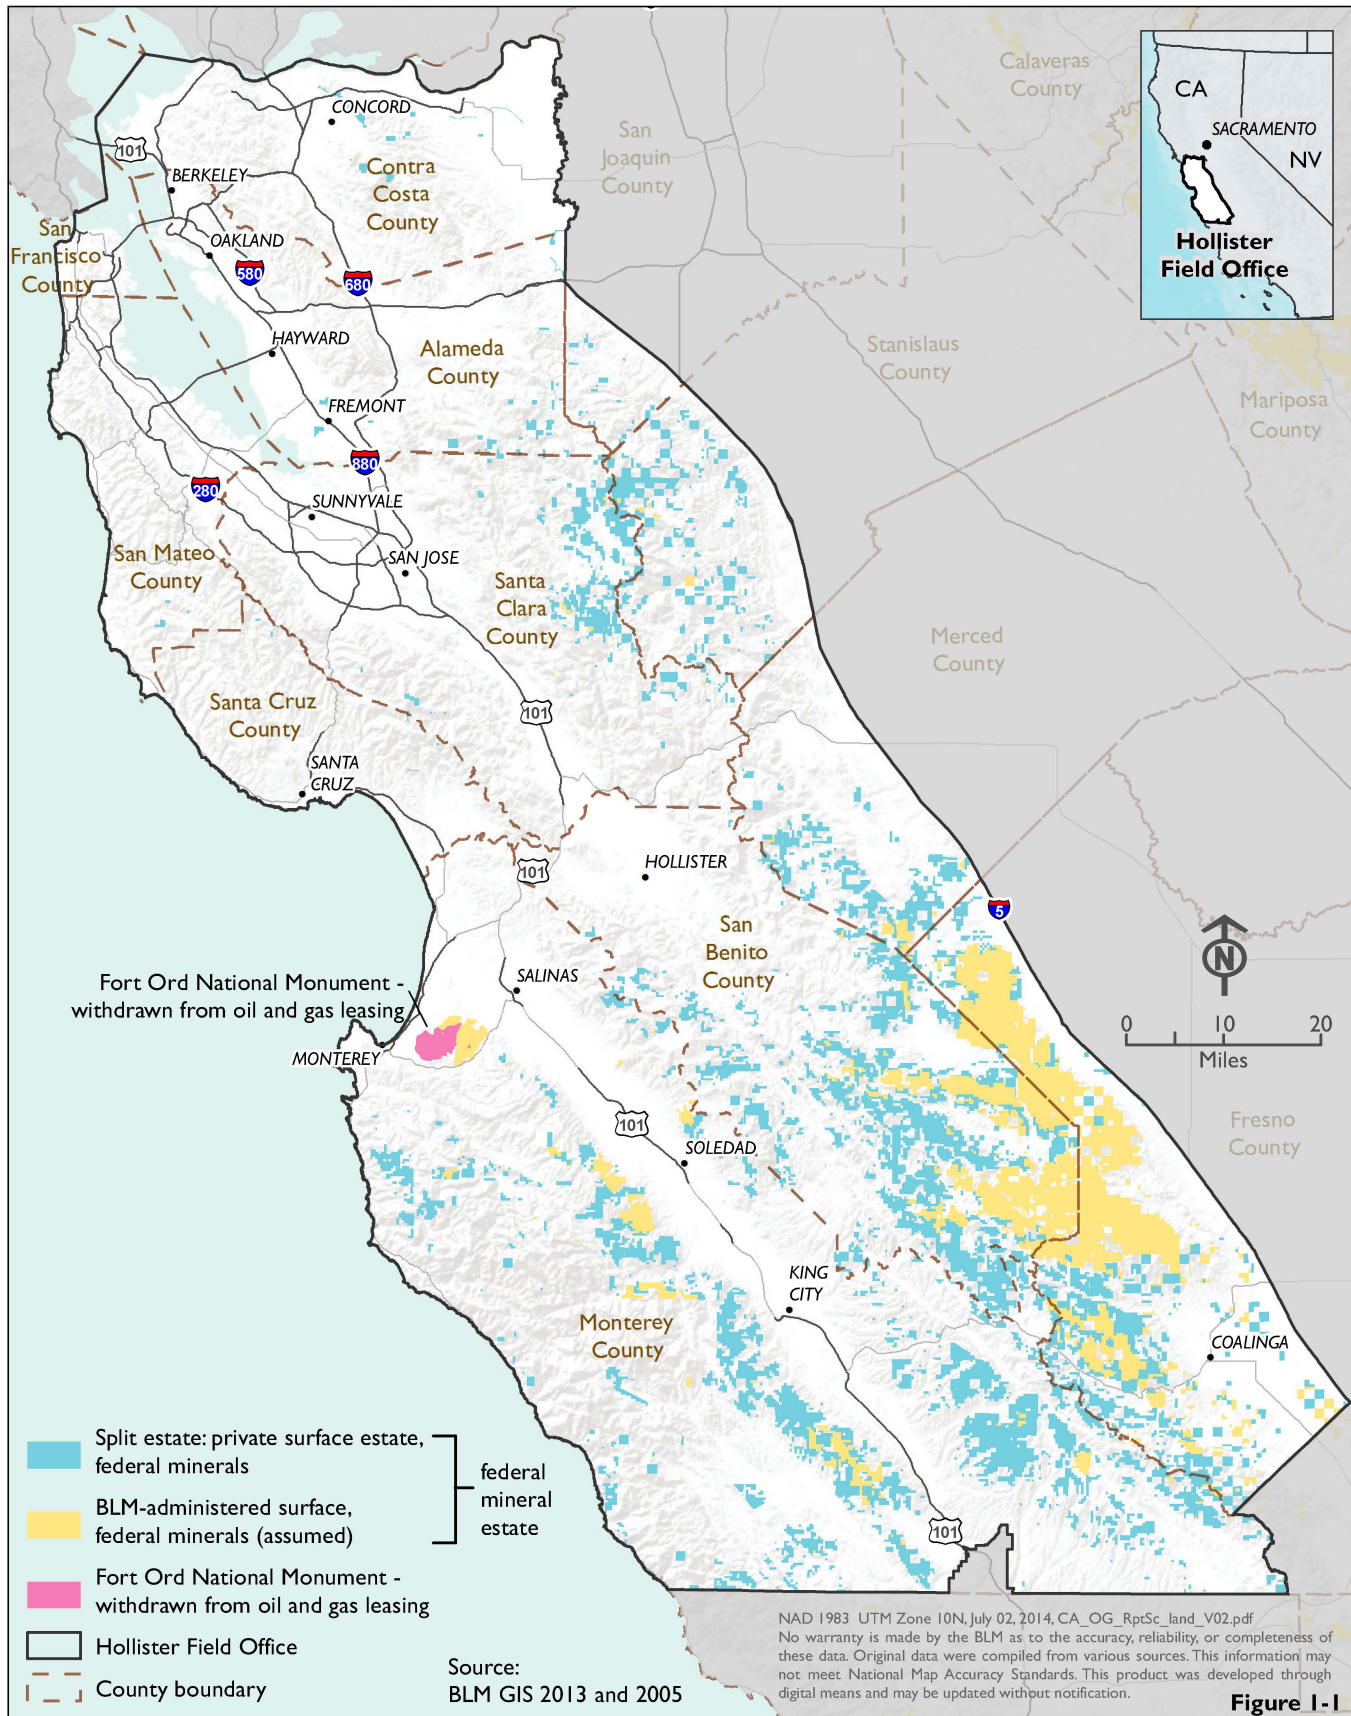 Calaveras
County
CA
SACRAMENTO
NV
Hollister
Field Office
CONCORD
San
Joaquin
County
101
Contra
Costa
County
BERKELEY
San
Francisco
County
OAKLAND
580
680
HAYWARD
Alameda
County
Stanislaus
County
Mariposa
County
FREMONT
880
280
SUNNYVALE
San Mateo
County
SAN JOSE
Santa
Clara
County
Merced
County
Santa Cruz
County
101
SANTA
CRUZ
101
HOLLISTER
5
San
Benito
County
N
Fort Ord National Monument -
withdrawn from oil and gas leasing
SALINAS
MONTEREY
0 10 20
Miles
101
Fresno
County
SOLEDAD
KING
CITY
Monterey
County
COALINGA
Split estate: private surface estate,
federal minerals
BLM-administered surface,
federal minerals (assumed)
federal
mineral
estate
101
Fort Ord National Monument -
withdrawn from oil and gas leasing
Hollister Field Office
County boundary
Source:
BLM GIS 2013 and 2005
NAD 1983 UTM Zone 10N, July 02, 2014, CA_OG_RptSc_land_V02.pdf
No warranty is made by the BLM as to the accuracy, reliability, or completeness of
these data. Original data were compiled from various sources. This information may
not meet National Map Accuracy Standards. This product was developed through
digital means and may be updated without notification.
Figure 1-1